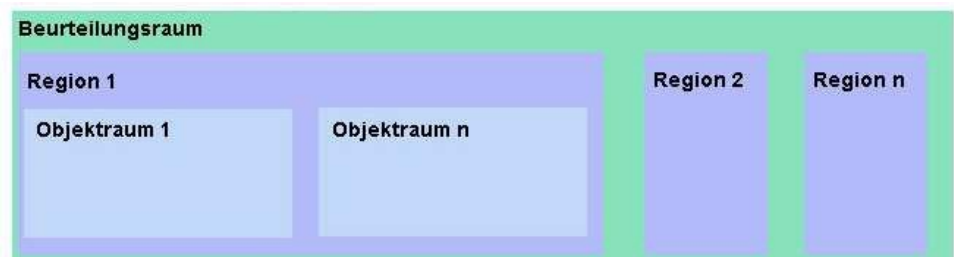 Beurteilungsraum
Region 1
Region 2
Region n
Objektraum 1
Objektraum n